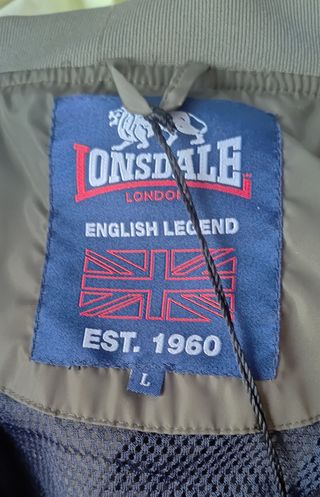 LONSDALE
LONDON
ENGLISH LEGEND
EST. 1960
L